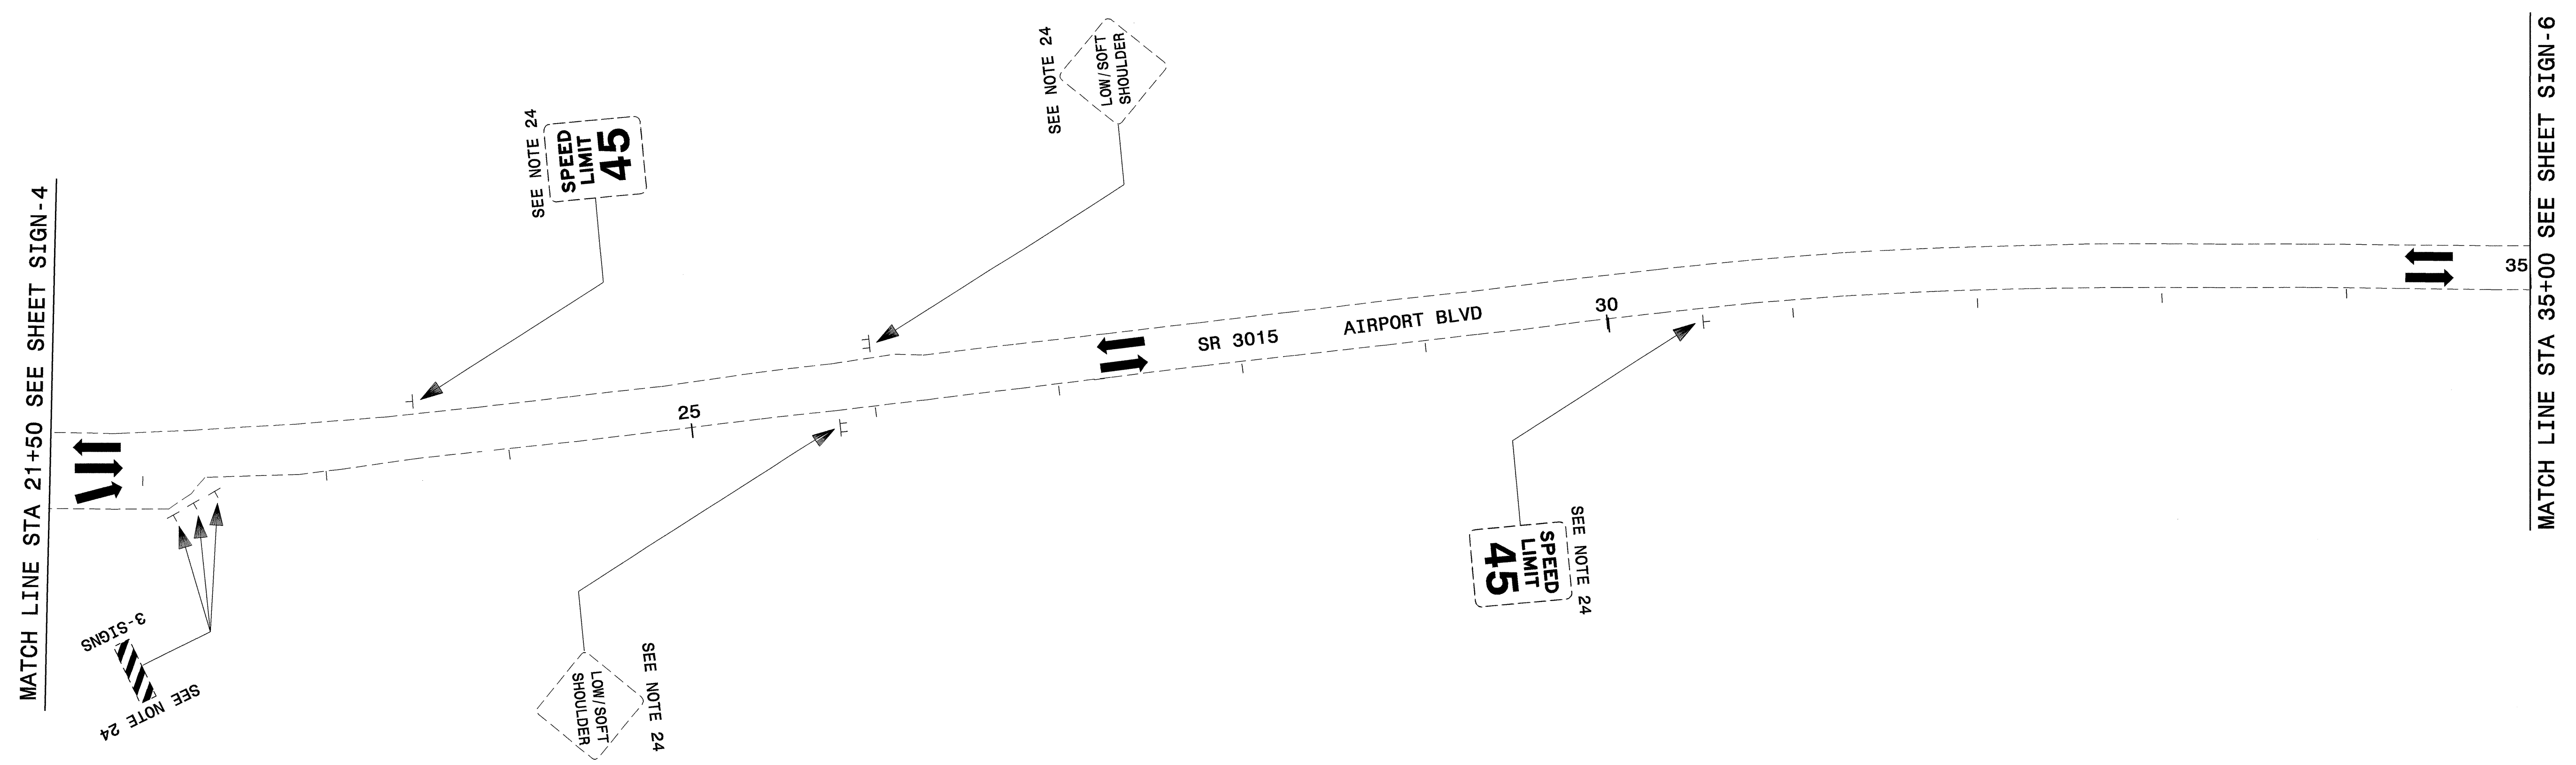 MATCH LINE STA 21+50 SEE SHEET SIGN-4
SEE NOTE 24
SPEED
LIMIT
45
SEE NOTE 24
LOW/SOFT
SHOULDER
25
SR 3015
AIRPORT BLVD
30
35
3-SIGNS
SEE
NOTE 24
LOW/SOFT
SHOULDER
SEE NOTE 24
SPEED
LIMIT
45
SEE NOTE 24
MATCH LINE STA 35+00 SEE SHEET SIGN-6